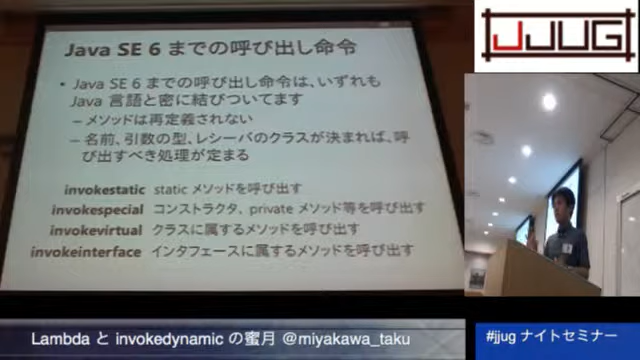 Java SE 6 までの呼び出し命令
• Java SE 6 までの呼び出し命令は、いずれも
Java 言語と密に結びついてます
– メソッドは再定義されない
– 名前、引数の型、レシーバのクラスが決まれば、呼
び出すべき処理が定まる
invokestatic static メソッドを呼び出す
invokespecial コンストラクタ、private メソッド等を呼び出す
invokevirtual クラスに属するメソッドを呼び出す
invokeinterface インタフェースに属するメソッドを呼び出す
JJUG
Lambda と invokedynamic の蜜月 @miyakawa_taku
#jjug ナイトセミナー